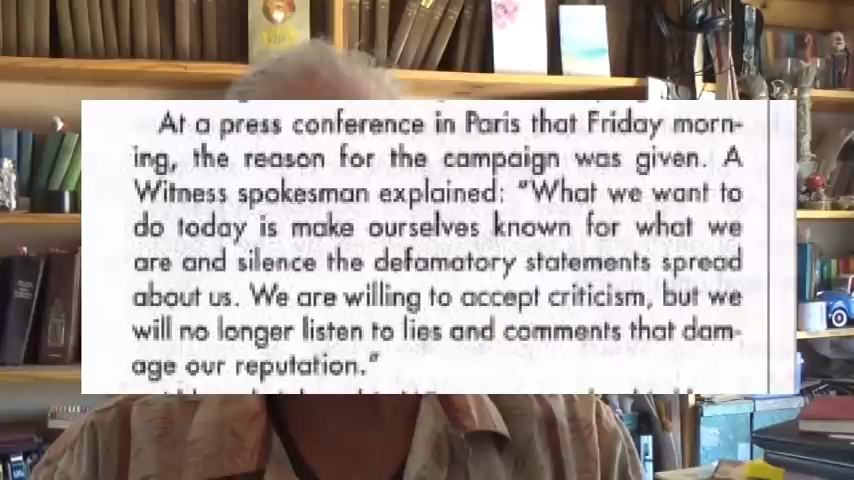 At a press conference in Paris that Friday morn-
ing, the reason for the campaign was given. A
Witness spokesman explained: “What we want to
do today is make ourselves known for what we
are and silence the defamatory statements spread
about us. We are willing to accept criticism, but we
will no longer listen to lies and comments that dam-
age our reputation.”